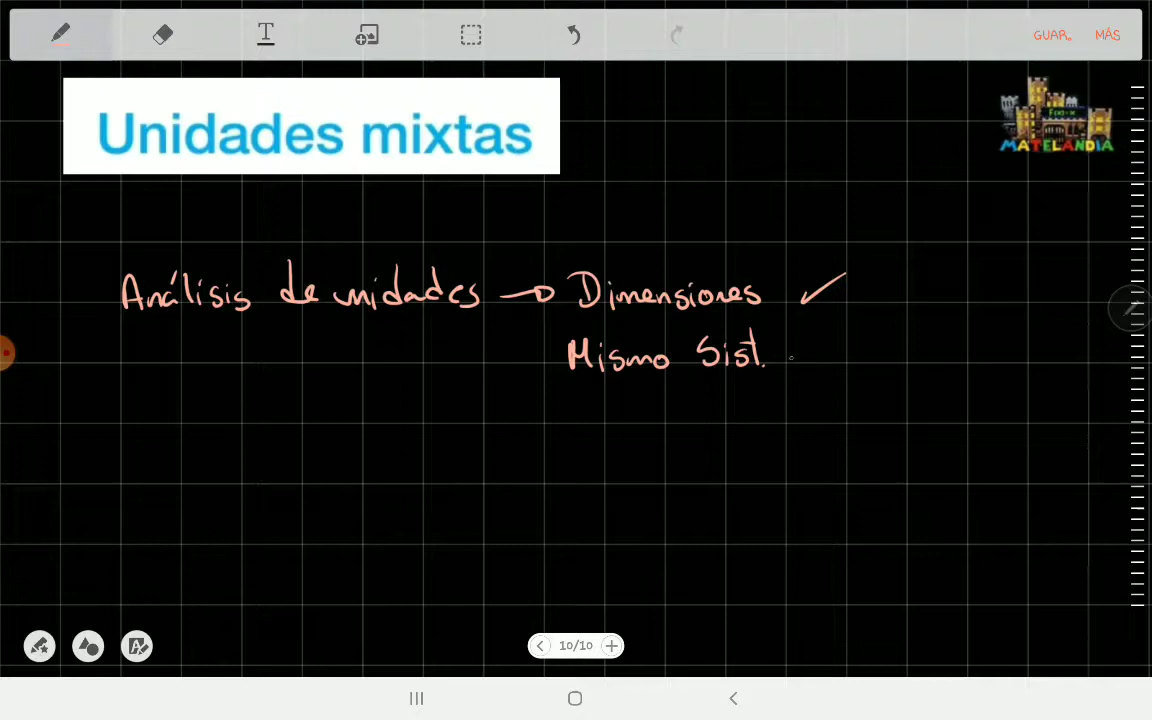 GUAR. MÁS
Unidades mixtas
MATELANDIA
Análisis de unidades → Dimensiones ✓
Mismo Sist.
10/10